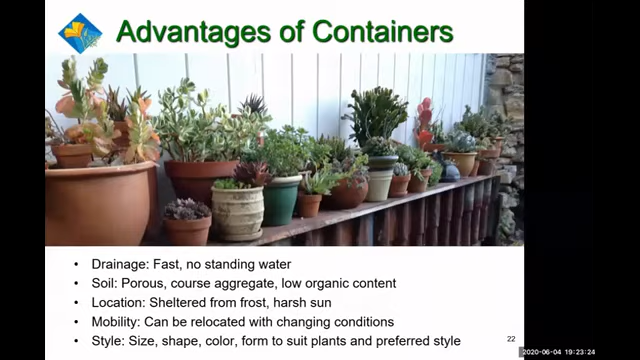 Advantages of Containers
• Drainage: Fast, no standing water
• Soil: Porous, course aggregate, low organic content
• Location: Sheltered from frost, harsh sun
• Mobility: Can be relocated with changing conditions
• Style: Size, shape, color, form to suit plants and preferred style
22
2020-06-04 19:23:24